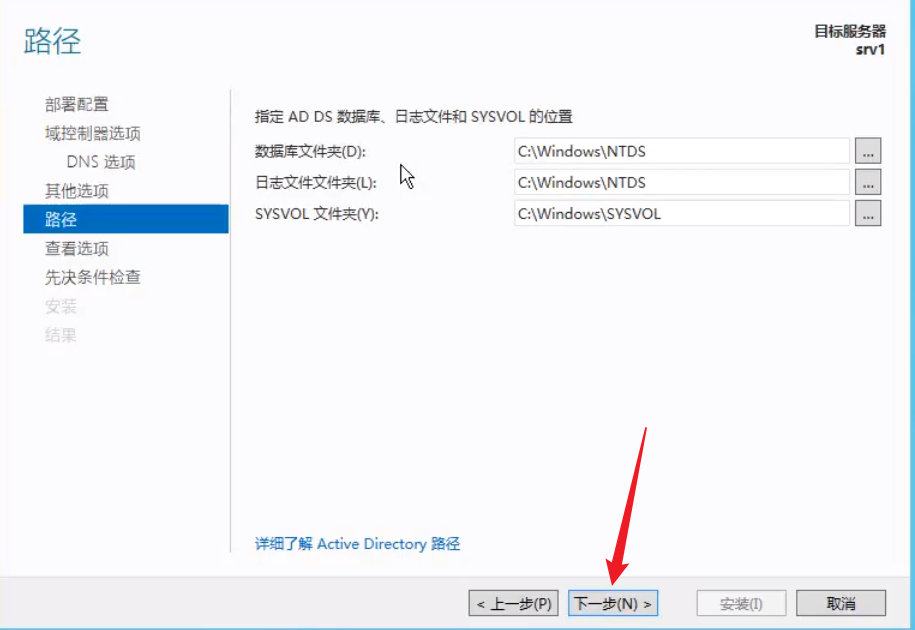 路径
目标服务器
srv1
部署配置
域控制器选项
DNS 选项
其他选项
路径
查看选项
先决条件检查
安装
结果
指定 AD DS 数据库、日志文件和 SYSVOL 的位置
数据库文件夹(D): C:\Windows\NTDS ...
日志文件文件夹(L): C:\Windows\NTDS ...
SYSVOL 文件夹(Y): C:\Windows\SYSVOL ...
详细了解 Active Directory 路径
< 上一步(P) 下一步(N) > 安装(I) 取消